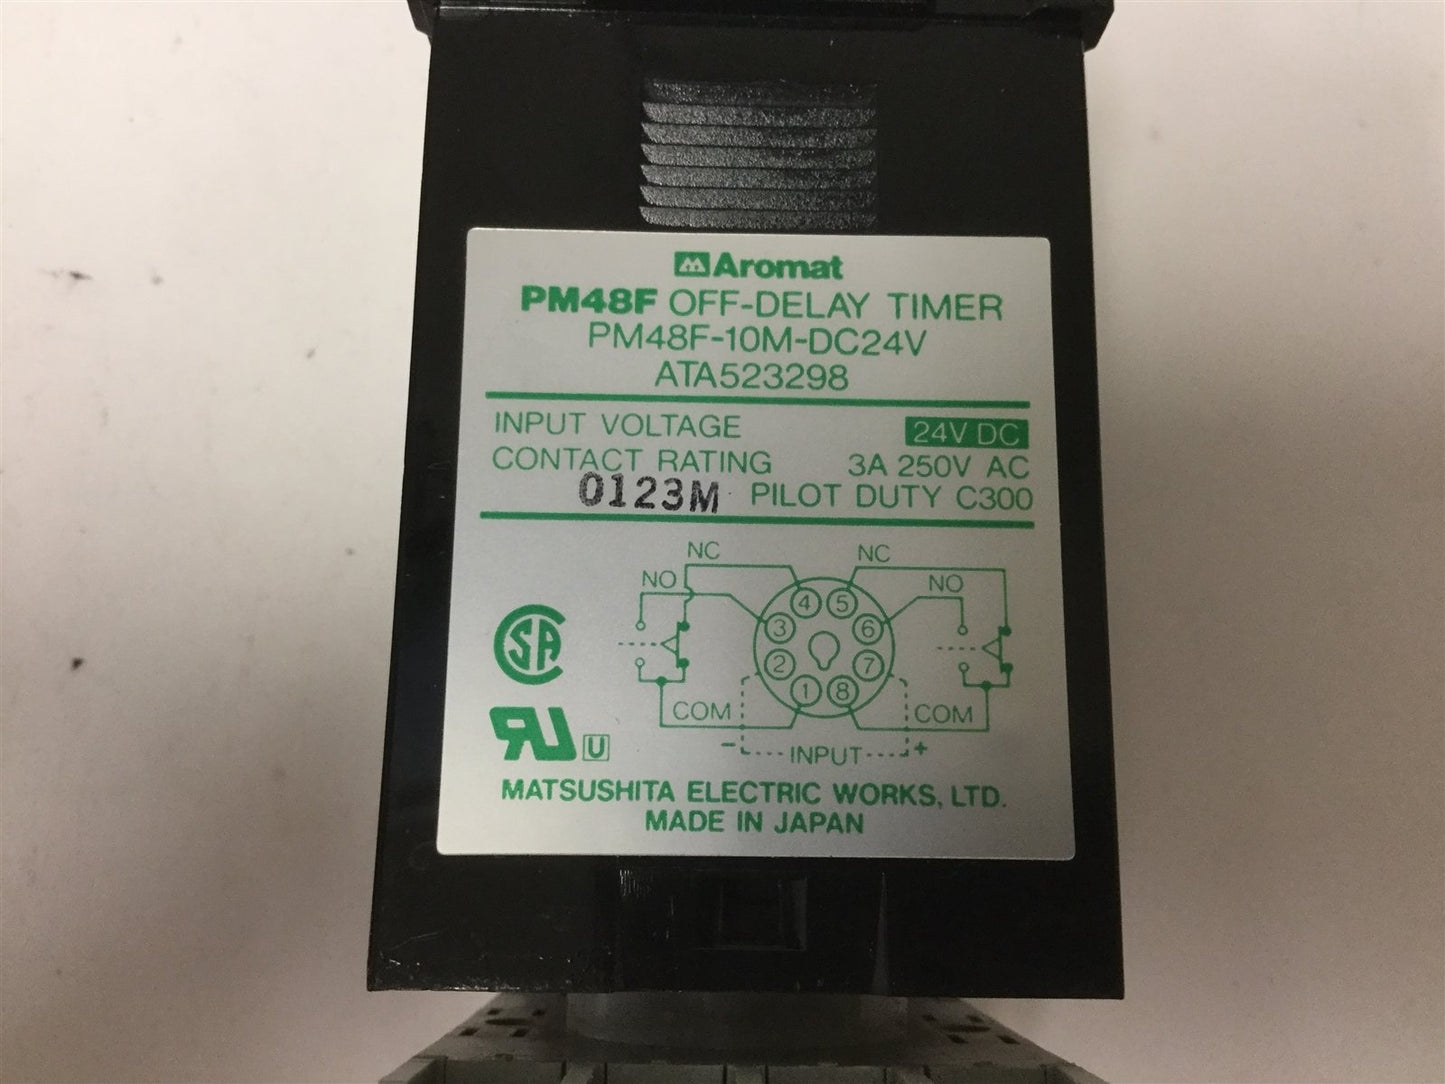 Aromat
PM48F OFF-DELAY TIMER
PM48F-10M-DC24V
ATA523298
INPUT VOLTAGE 24V DC
CONTACT RATING 3A 250V AC
0123M PILOT DUTY C300
NC NC
NO NO
4 5
3 6
2 7
1 8
COM COM
- INPUT +
SA
RU U
MATSUSHITA ELECTRIC WORKS, LTD.
MADE IN JAPAN